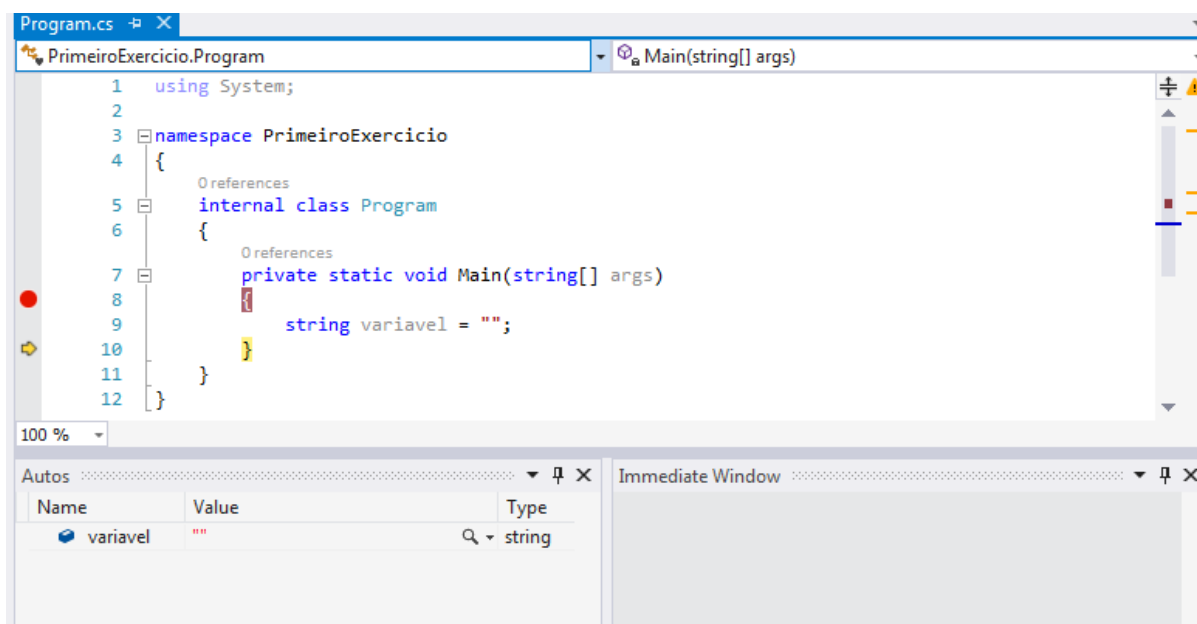 Program.cs
PrimeiroExercicio.Program Main(string[] args)
1 using System;
2
3 namespace PrimeiroExercicio
4 {
0 references
5 internal class Program
6 {
0 references
7 private static void Main(string[] args)
8 {
9 string variavel = "";
10 }
11 }
12 }
100 %
Autos Immediate Window
Name Value Type
variavel "" string